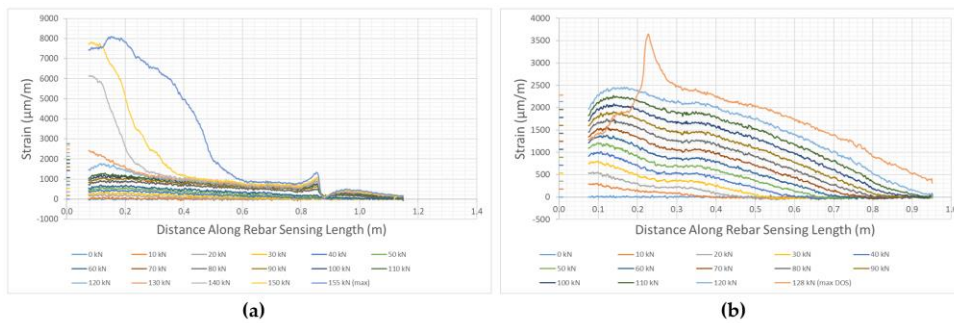 9000
8000
7000
6000
5000
4000
3000
2000
1000
0
-1000
Strain (μm/m)
0.0 0.2 0.4 0.6 0.8 1.0 1.2 1.4
Distance Along Rebar Sensing Length (m)
0 kN 10 kN 20 kN 30 kN 40 kN 50 kN
60 kN 70 kN 80 kN 90 kN 100 kN 110 kN
120 kN 130 kN 140 kN 150 kN 155 kN (max)
(a)
4000
3500
3000
2500
2000
1500
1000
500
0
-500
Strain (μm/m)
0.0 0.1 0.2 0.3 0.4 0.5 0.6 0.7 0.8 0.9 1.0
Distance Along Rebar Sensing Length (m)
0 kN 10 kN 20 kN 30 kN 40 kN
50 kN 60 kN 70 kN 80 kN 90 kN
100 kN 110 kN 120 kN 128 kN (max DOS)
(b)